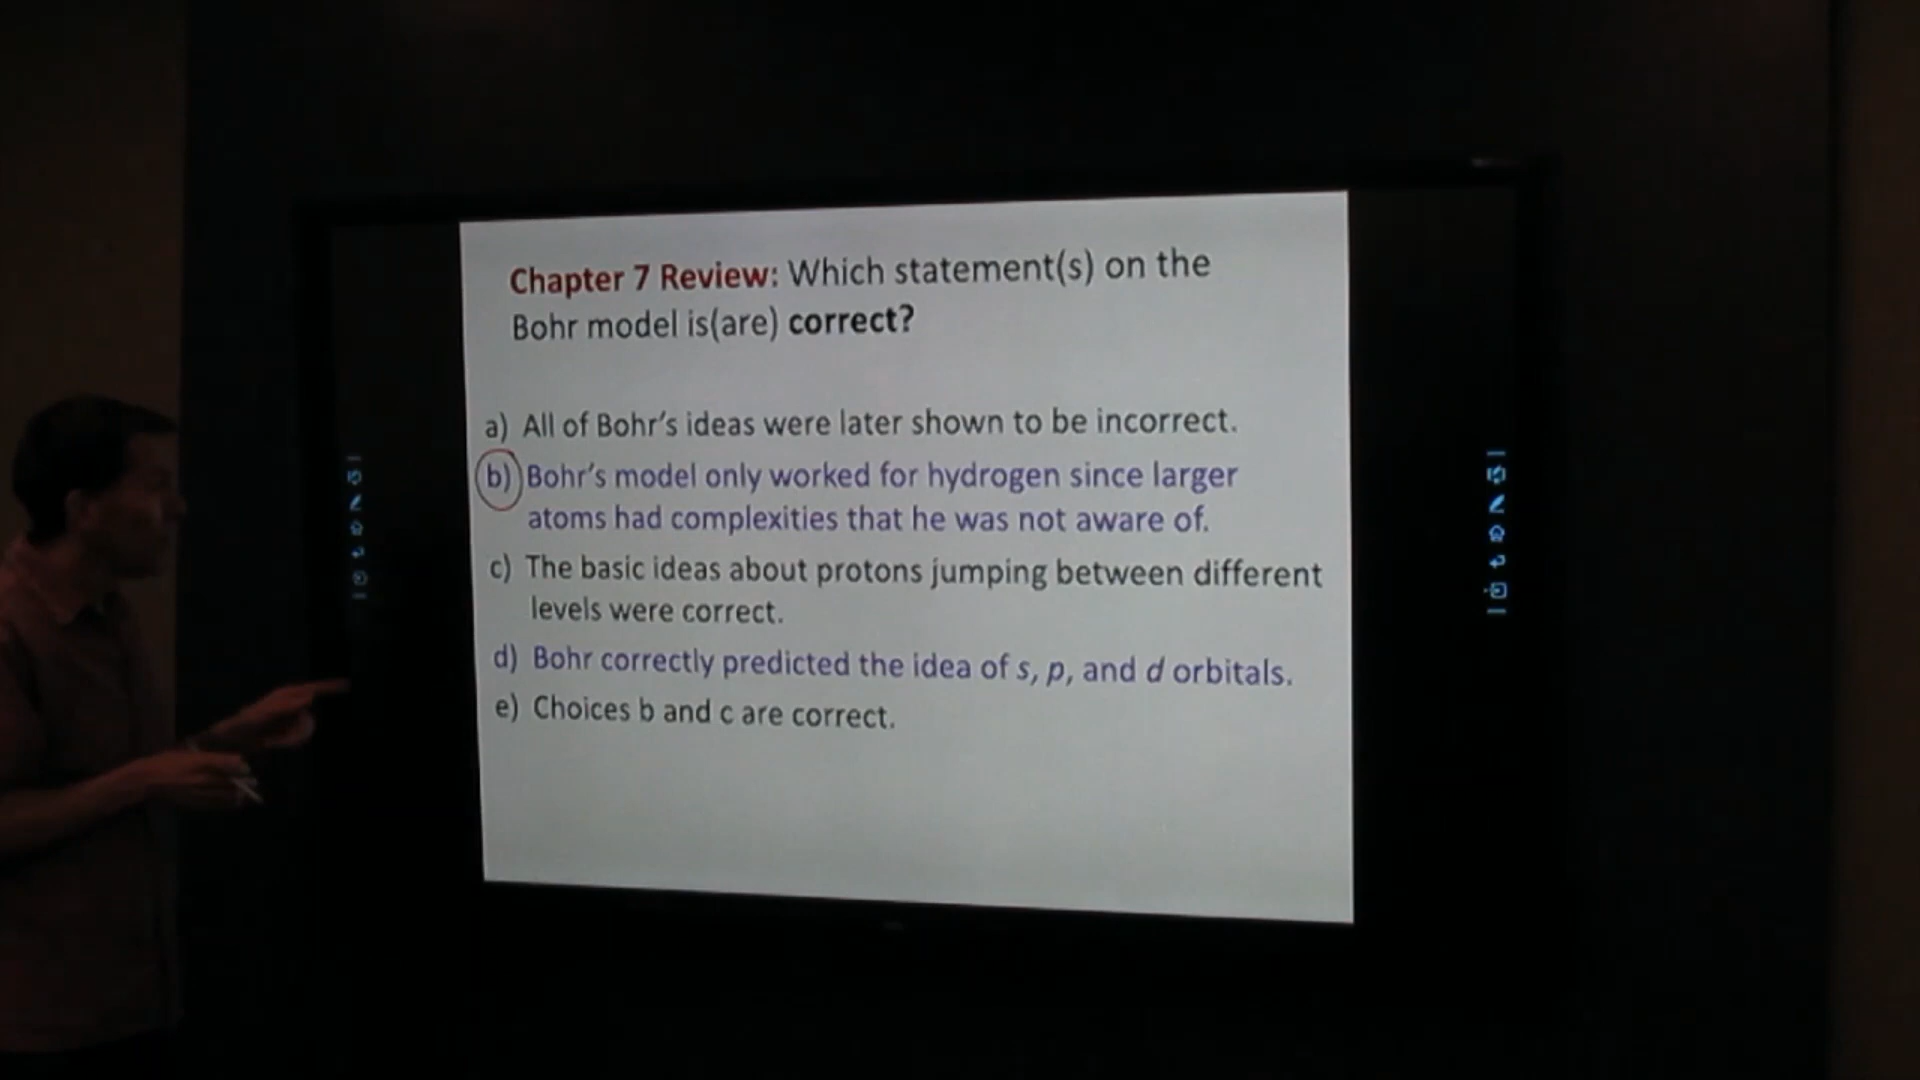 Chapter 7 Review: Which statement(s) on the
Bohr model is(are) correct?
a) All of Bohr's ideas were later shown to be incorrect.
b) Bohr's model only worked for hydrogen since larger
atoms had complexities that he was not aware of.
c) The basic ideas about protons jumping between different
levels were correct.
d) Bohr correctly predicted the idea of s, p, and d orbitals.
e) Choices b and c are correct.